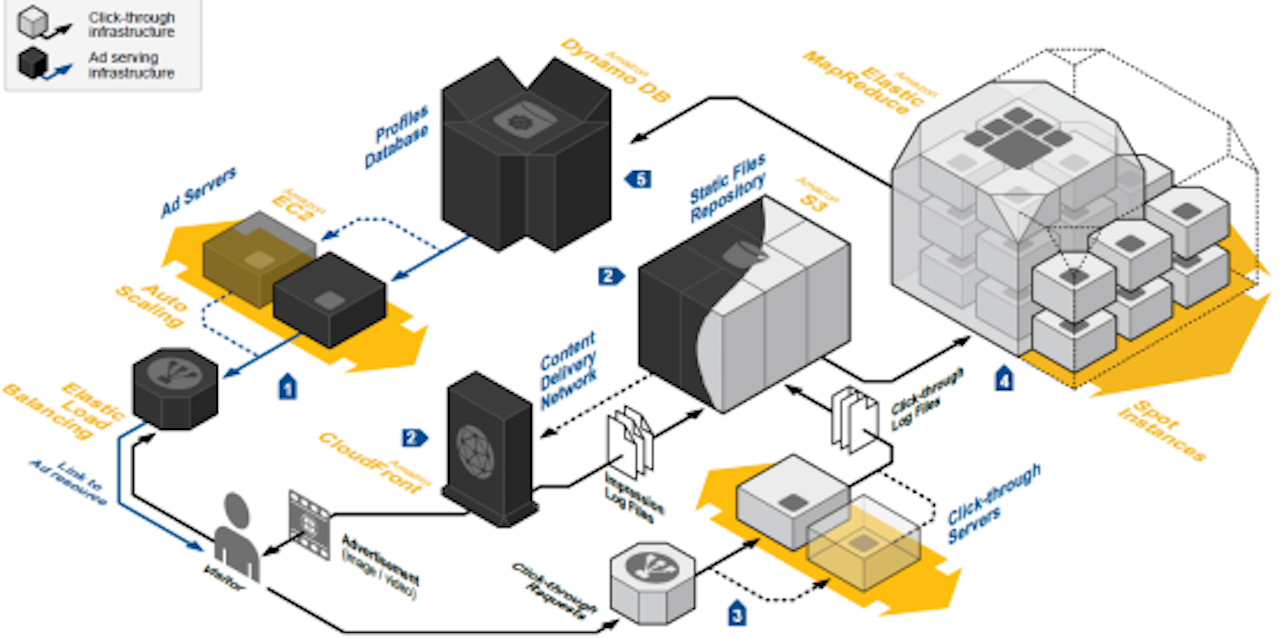 Click-through
infrastructure
Ad serving
infrastructure
Amazon
Dynamo DB
Profiles
Database
5
Amazon
Elastic
MapReduce
Ad Servers
Amazon
EC2
Static Files
Repository
Amazon
S3
2
Auto
Scaling
1
Content
Delivery
Network
Elastic
Load
Balancing
4
Click-through
Log Files
Spot
Instances
2
Amazon
CloudFront
Link to
Ad resource
Impression
Log Files
Click-through
Servers
Advertisement
(image / video)
Visitor
Click-through
Requests
3